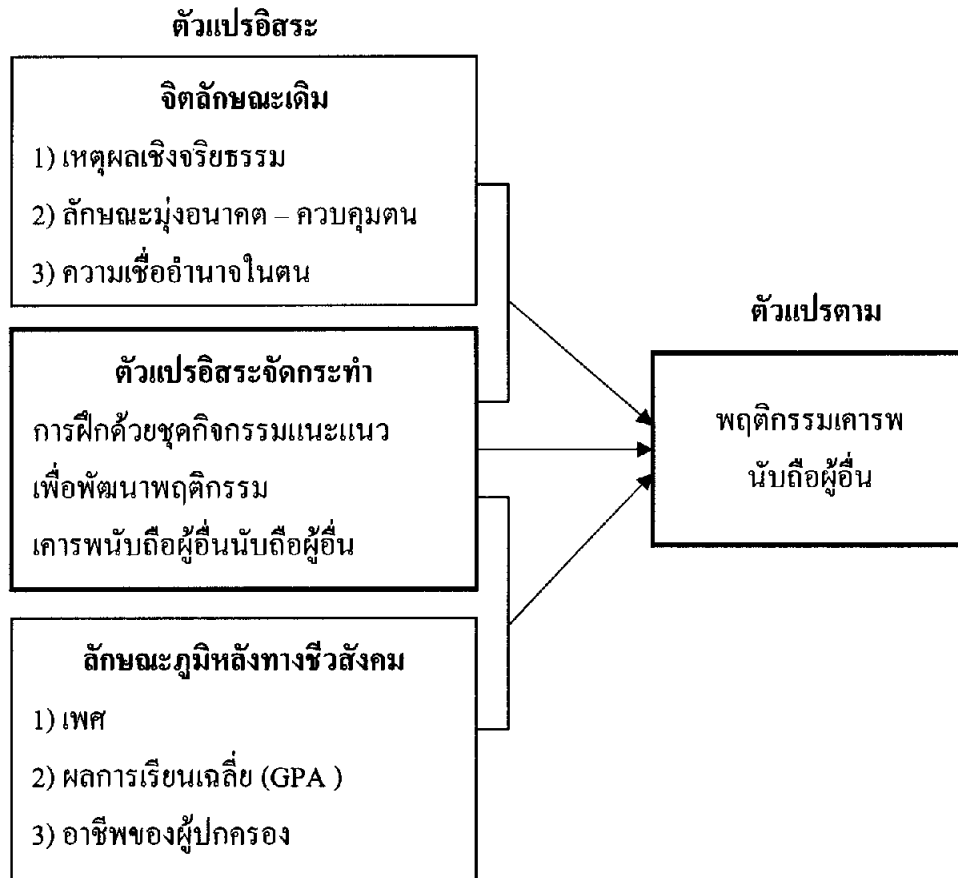 ตัวแปรอิสระ
จิตลักษณะเดิม
1) เหตุผลเชิงจริยธรรม
2) ลักษณะมุ่งอนาคต – ควบคุมตน
3) ความเชื่ออำนาจในตน
ตัวแปรอิสระจัดกระทำ
การฝึกด้วยชุดกิจกรรมแนะแนว
เพื่อพัฒนาพฤติกรรม
เคารพนับถือผู้อื่นนับถือผู้อื่น
ลักษณะภูมิหลังทางชีวสังคม
1) เพศ
2) ผลการเรียนเฉลี่ย (GPA )
3) อาชีพของผู้ปกครอง
ตัวแปรตาม
พฤติกรรมเคารพ
นับถือผู้อื่น